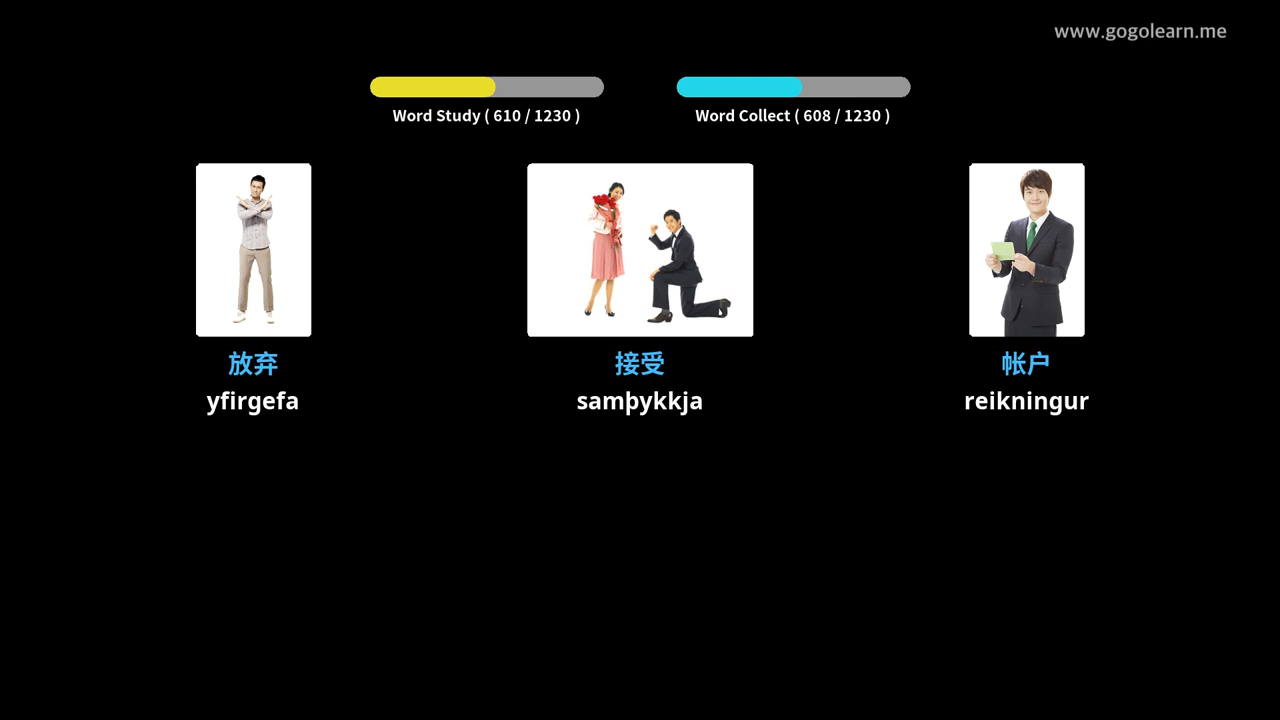 www.gogolearn.me
Word Study ( 610 / 1230 )
Word Collect ( 608 / 1230 )
放弃
yfirgefa
接受
samþykkja
帐户
reikningur